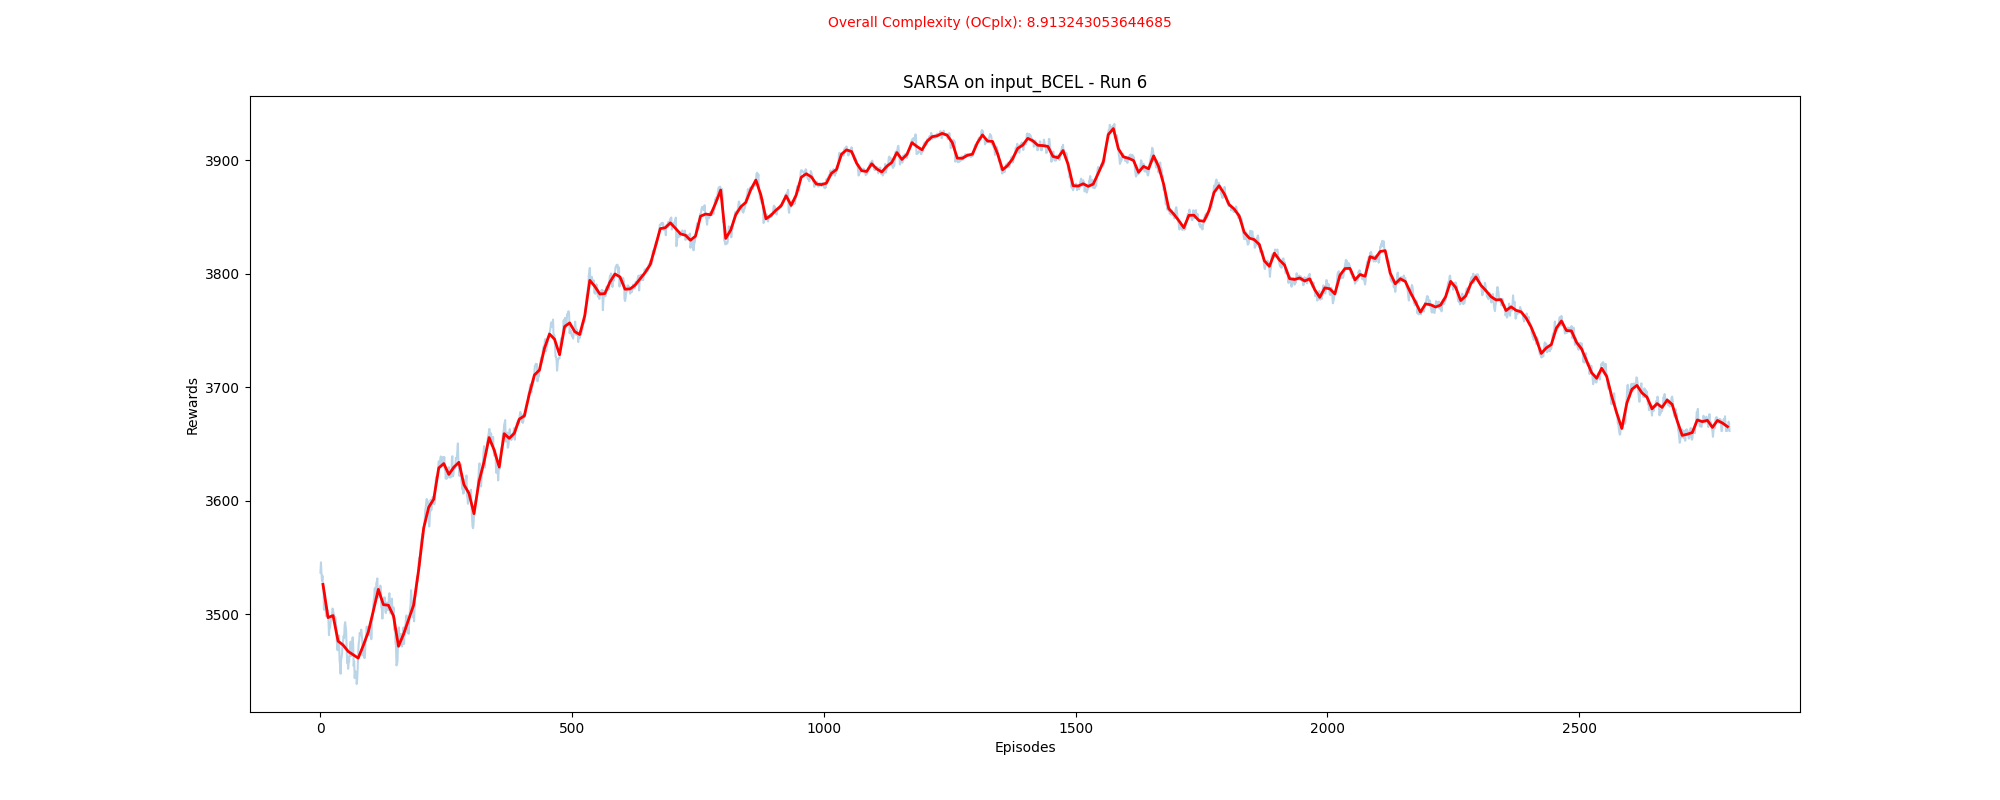 Overall Complexity (OCplx): 8.913243053644685
SARSA on input_BCEL - Run 6
3900
3800
3700
3600
3500
Rewards
0 500 1000 1500 2000 2500
Episodes